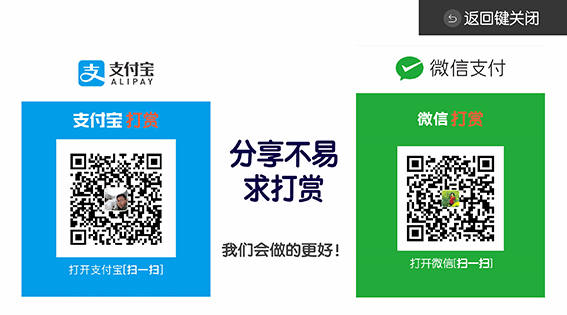 返回键关闭
支付宝
ALIPAY
支付宝 打赏
打开支付宝[扫一扫]
分享不易
求打赏
我们会做的更好!
微信支付
微信 打赏
打开微信[扫一扫]